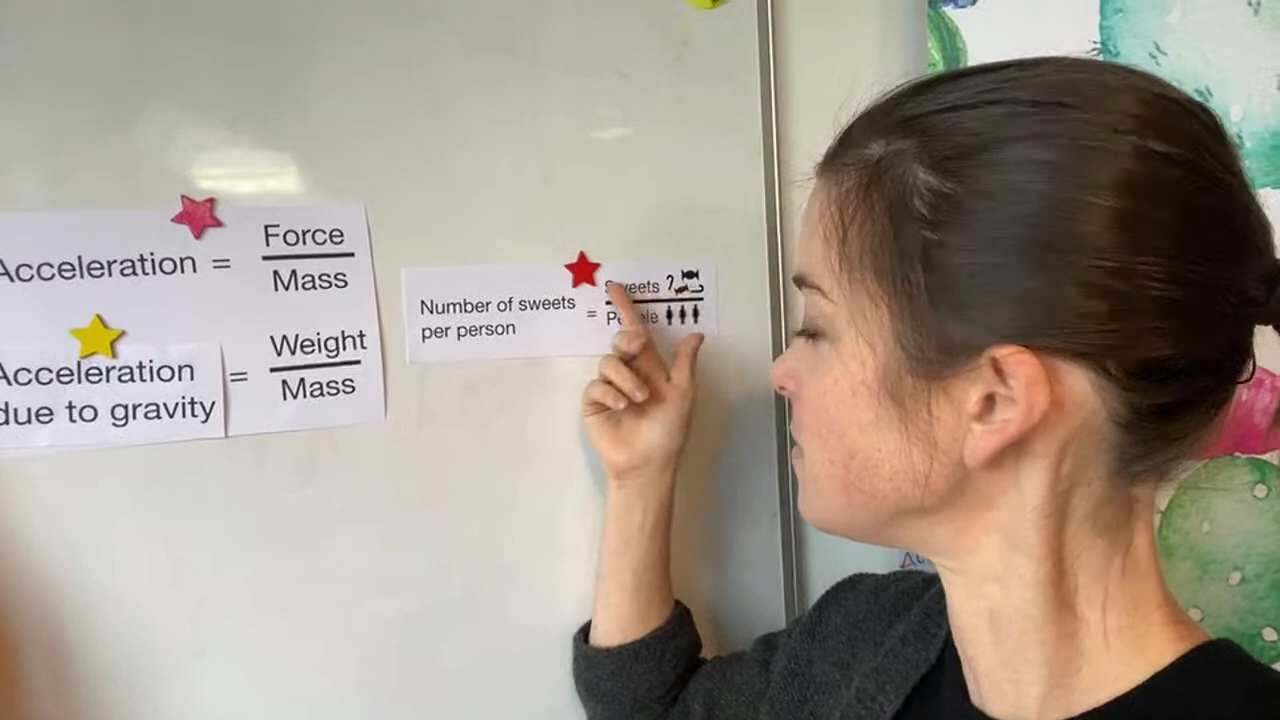 Acceleration = Force
Mass
Acceleration
due to gravity = Weight
Mass
Number of sweets
per person = Sweets
People